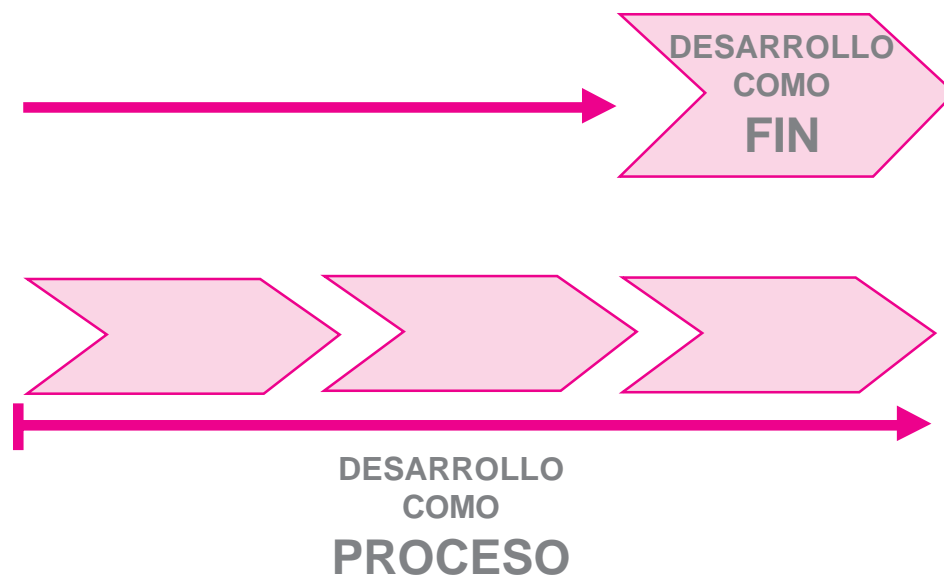 DESARROLLO
COMO
FIN
DESARROLLO
COMO
PROCESO